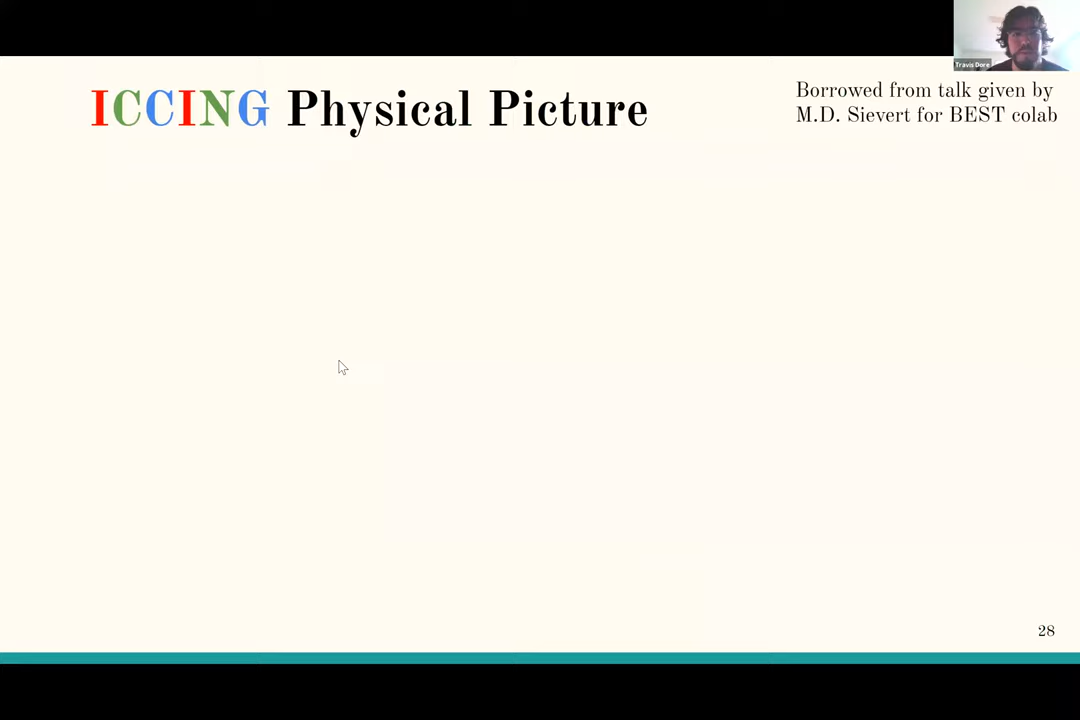 ICCING Physical Picture
Borrowed from talk given by
M.D. Sievert for BEST colab
Travis Dore
28